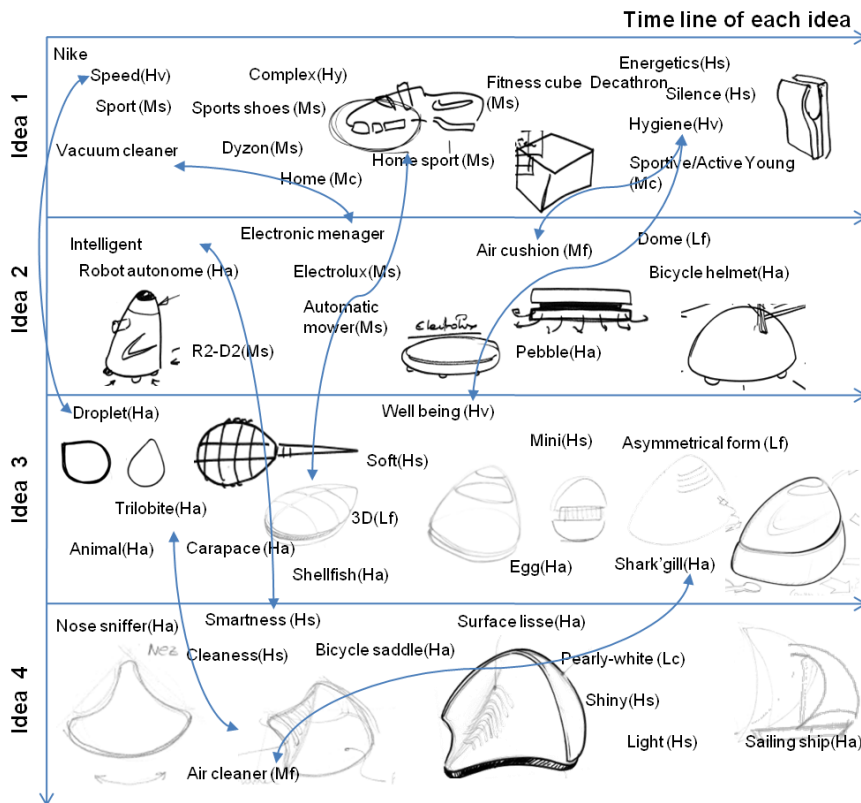 Time line of each idea
Idea 1
Nike
Speed(Hv)
Complex(Hy)
Energetics(Hs)
Fitness cube Decathron
(Ms)
Silence (Hs)
Sport (Ms)
Sports shoes(Ms)
Hygiene(Hv)
Vacuum cleaner
Dyzon(Ms)
Home sport(Ms)
Sportive/Active Young
(Mc)
Home (Mc)
Idea 2
Electronic menager
Intelligent
Air cushion (Mf)
Dome (Lf)
Robot autonome (Ha)
Electrolux(Ms)
Bicycle helmet(Ha)
Automatic
mower(Ms)
Electrolux
R2-D2(Ms)
Pebble(Ha)
Idea 3
Droplet(Ha)
Well being (Hv)
Mini(Hs)
Asymmetrical form (Lf)
Soft(Hs)
Trilobite(Ha)
3D(Lf)
Animal(Ha)
Carapace (Ha)
Shellfish(Ha)
Egg(Ha)
Shark'gill(Ha)
Idea 4
Nose sniffer(Ha)
Smartness (Hs)
Surface lisse(Ha)
Nez
Cleaness(Hs)
Bicycle saddle(Ha)
Pearly-white (Lc)
Shiny(Hs)
Light (Hs)
Sailing ship(Ha)
Air cleaner (Mf)